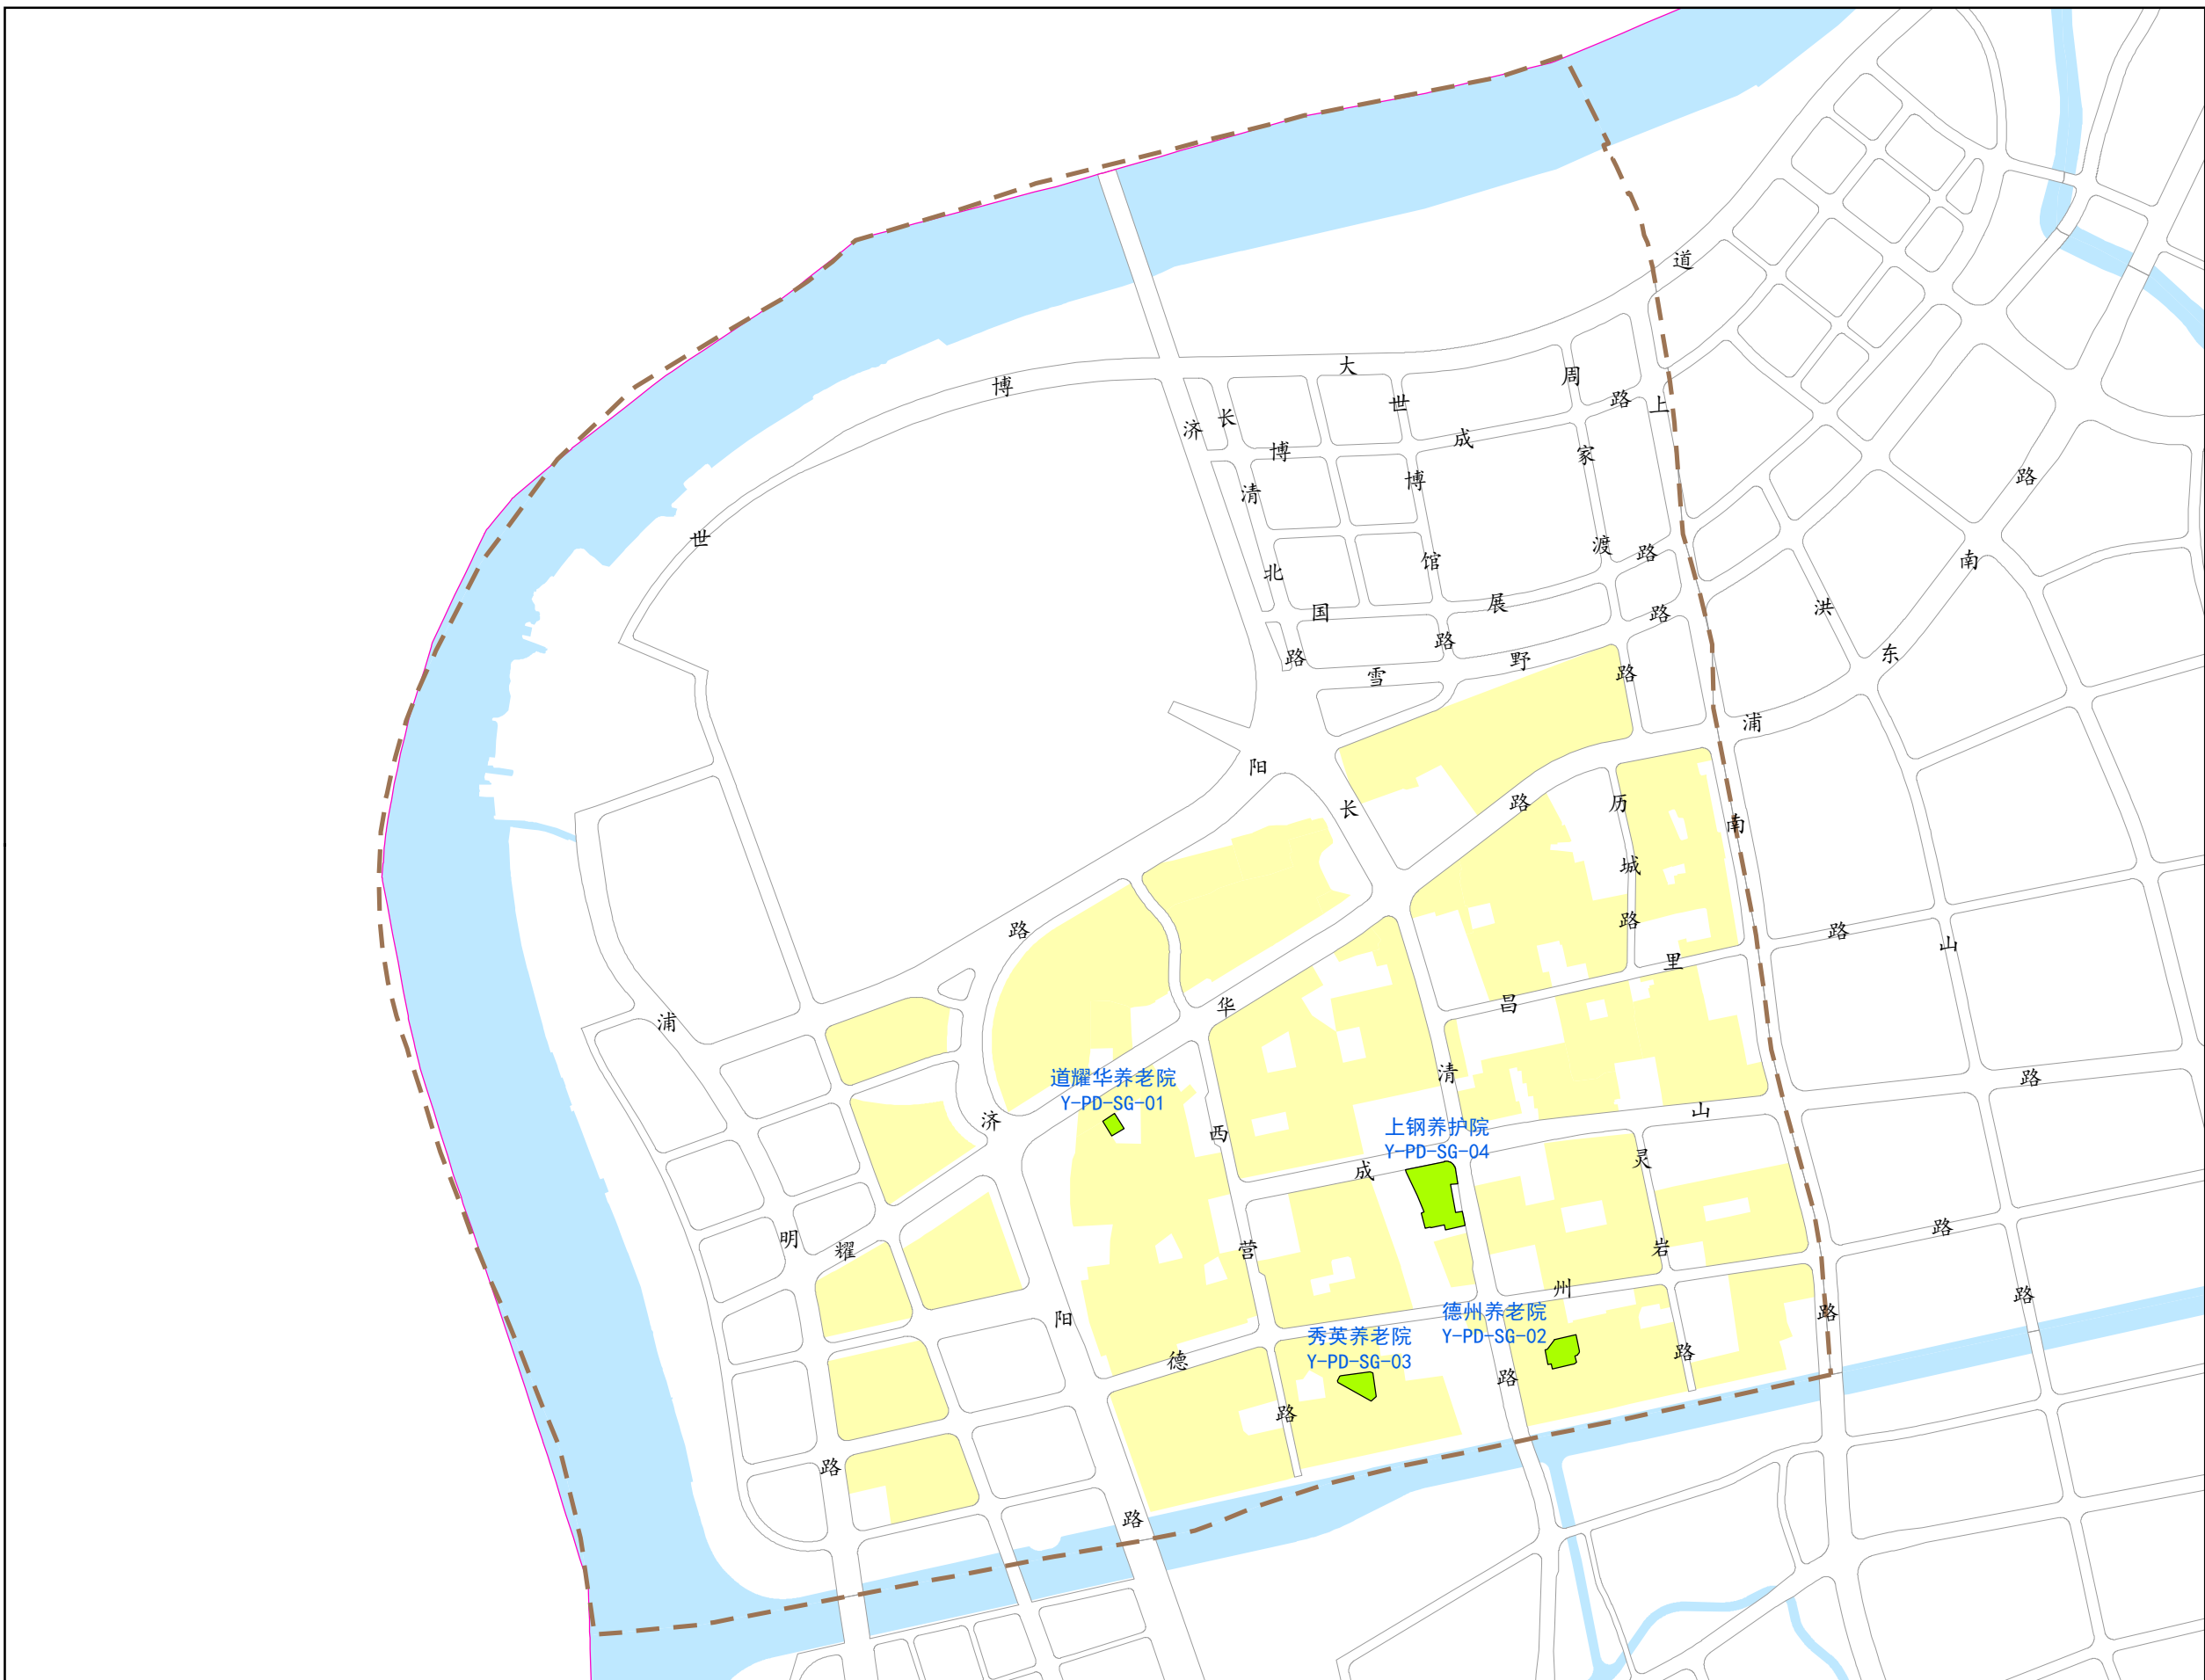 世博大道
济阳路
长清北路
博成路
世博馆路
周家渡路
上南路
国展路
雪野路
浦东南路
洪山路
长清路
历城路
耀华路
昌里路
浦明路
济阳路
西营路
成山路
灵岩路
德州路
道耀华养老院
Y-PD-SG-01
上钢养护院
Y-PD-SG-04
德州养老院
Y-PD-SG-02
秀英养老院
Y-PD-SG-03